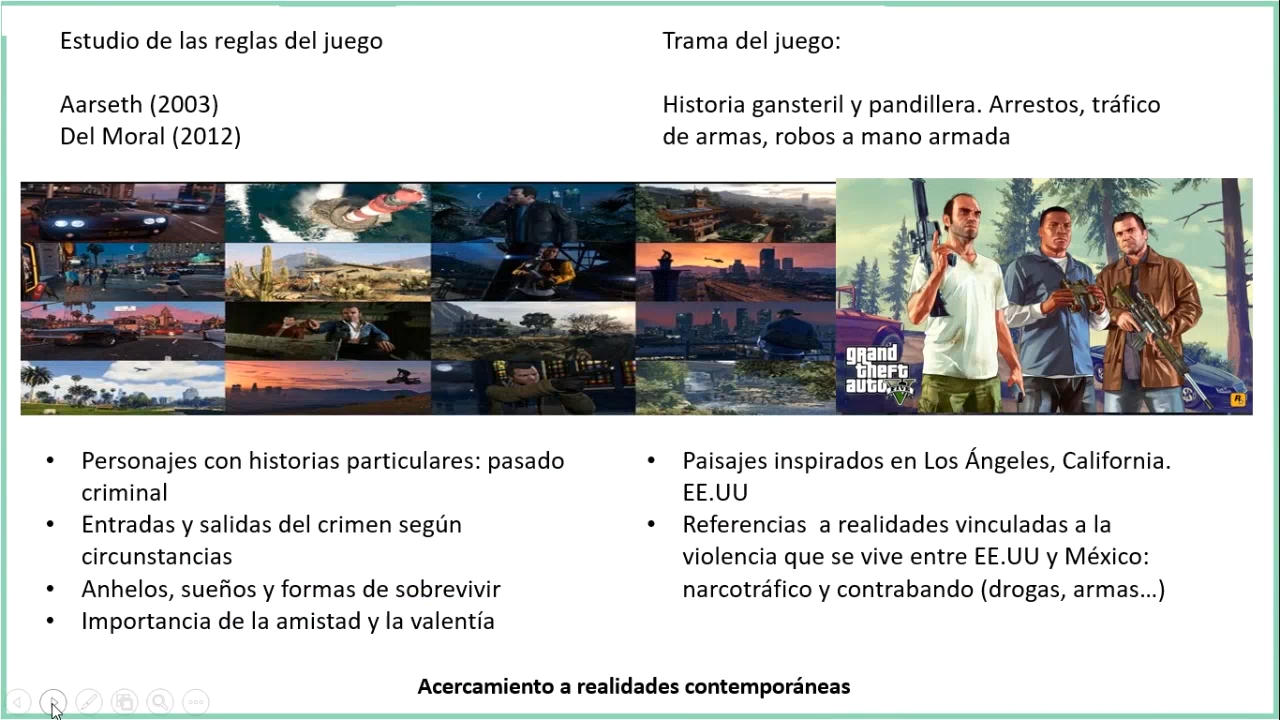 Estudio de las reglas del juego
Aarseth (2003)
Del Moral (2012)
Trama del juego:
Historia gansteril y pandillera. Arrestos, tráfico
de armas, robos a mano armada
grand
theft
auto
V
R
• Personajes con historias particulares: pasado
criminal
• Entradas y salidas del crimen según
circunstancias
• Anhelos, sueños y formas de sobrevivir
• Importancia de la amistad y la valentía
• Paisajes inspirados en Los Ángeles, California.
EE.UU
• Referencias  a realidades vinculadas a la
violencia que se vive entre EE.UU y México:
narcotráfico y contrabando (drogas, armas...)
Acercamiento a realidades contemporáneas